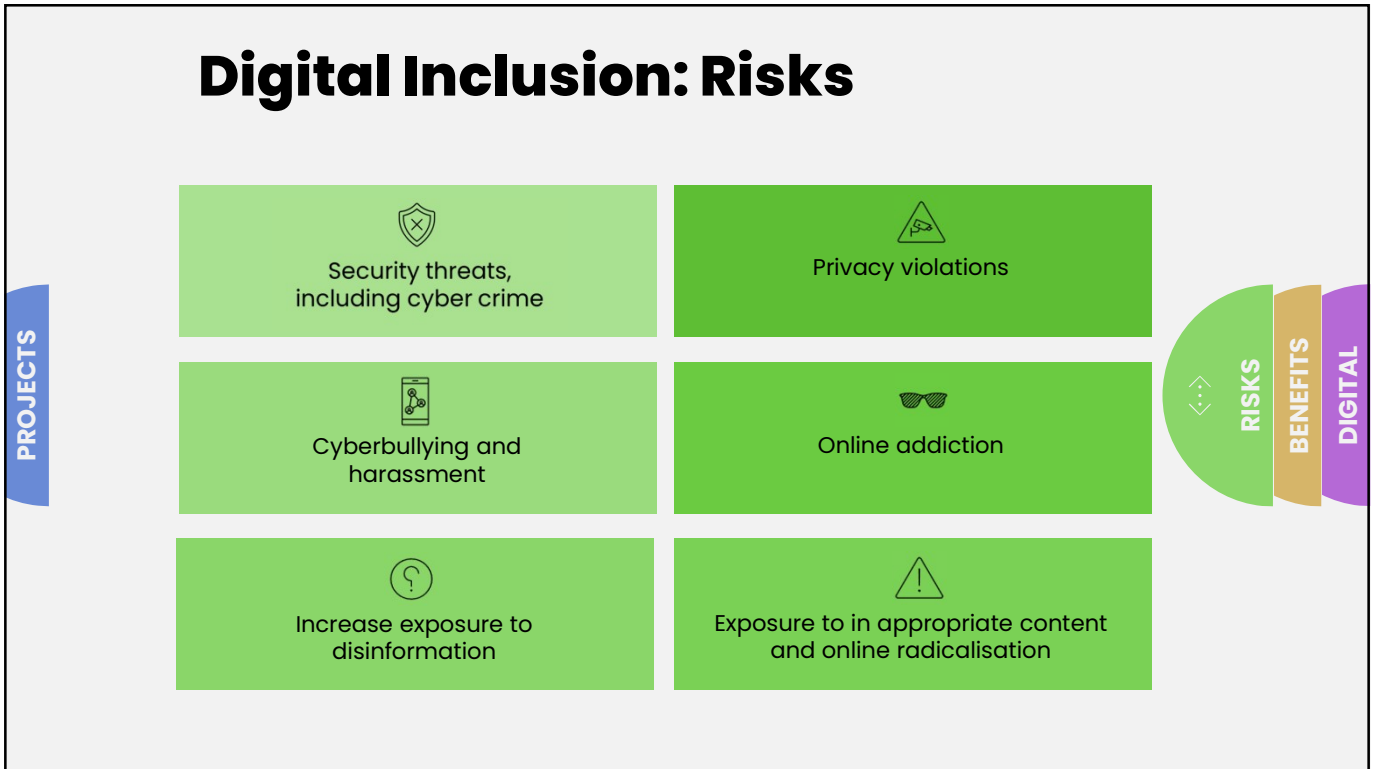 Digital Inclusion: Risks
Security threats,
including cyber crime
Privacy violations
Cyberbullying and
harassment
Online addiction
Increase exposure to
disinformation
Exposure to in appropriate content
and online radicalisation
PROJECTS
RISKS
BENEFITS
DIGITAL